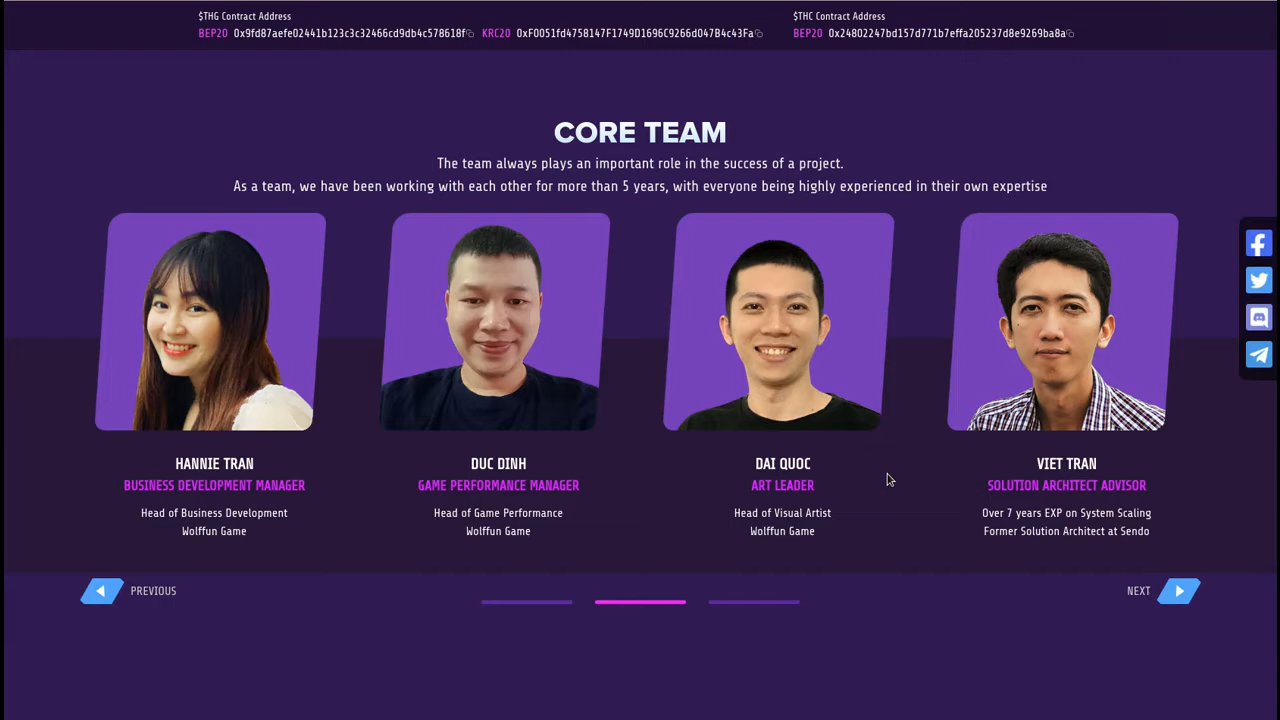 $THG Contract Address
BEP20 0x9fd87aefe02441b123c3c32466cd9db4c578618f KRC20 0xF0051fd4758147F1749D1696C9266d047B4c43Fa
$THC Contract Address
BEP20 0x24802247bd157d771b7effa205237d8e9269ba8a
CORE TEAM
The team always plays an important role in the success of a project.
As a team, we have been working with each other for more than 5 years, with everyone being highly experienced in their own expertise
HANNIE TRAN
BUSINESS DEVELOPMENT MANAGER
Head of Business Development
Wolffun Game
DUC DINH
GAME PERFORMANCE MANAGER
Head of Game Performance
Wolffun Game
DAI QUOC
ART LEADER
Head of Visual Artist
Wolffun Game
VIET TRAN
SOLUTION ARCHITECT ADVISOR
Over 7 years EXP on System Scaling
Former Solution Architect at Sendo
PREVIOUS
NEXT